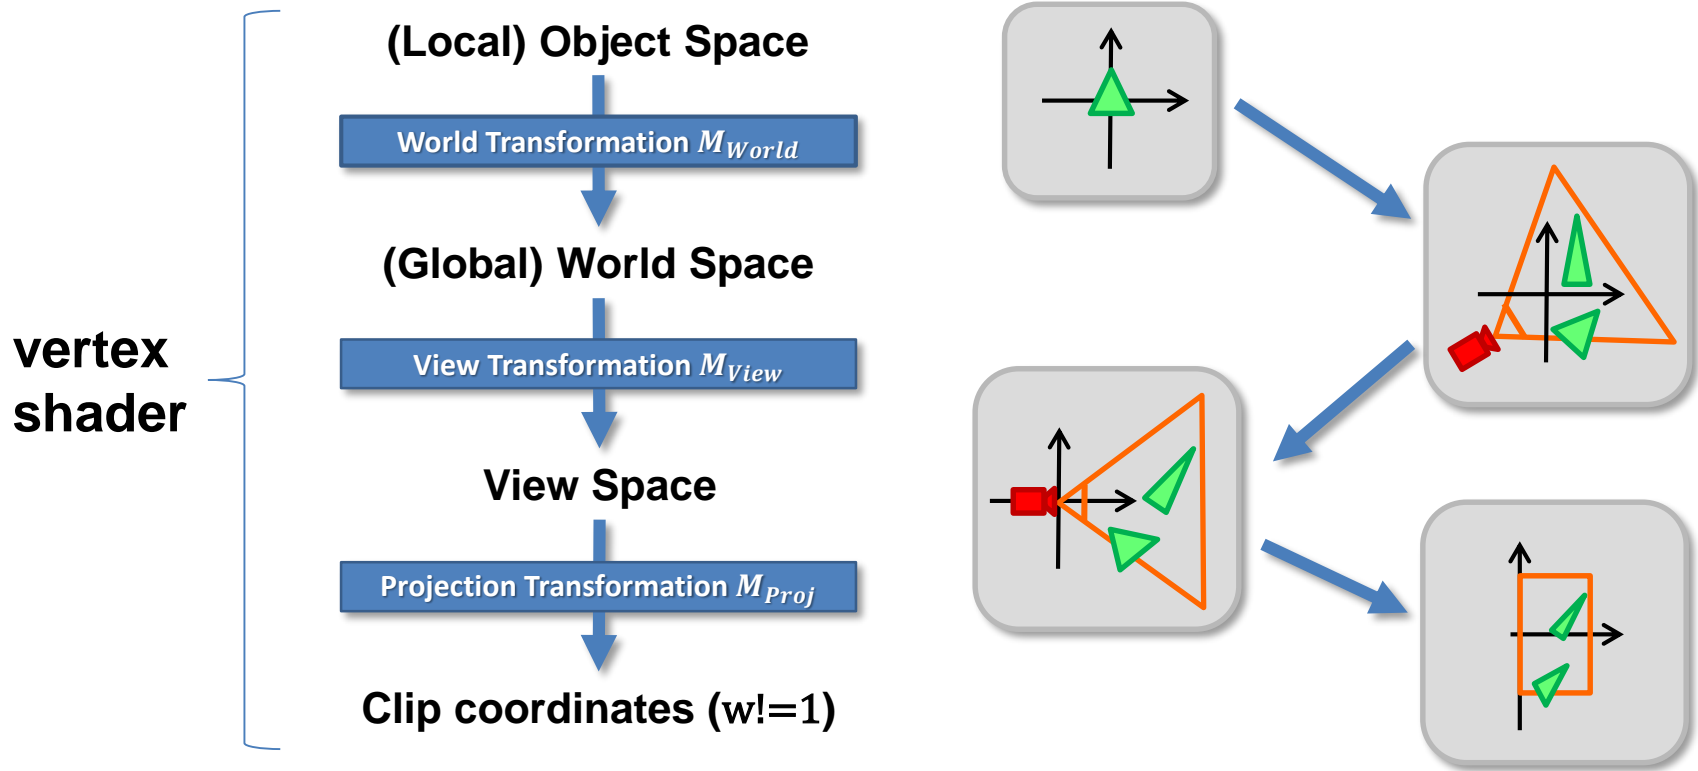 (Local) Object Space
World Transformation M_World
(Global) World Space
vertex
shader
View Transformation M_View
View Space
Projection Transformation M_Proj
Clip coordinates (w!=1)